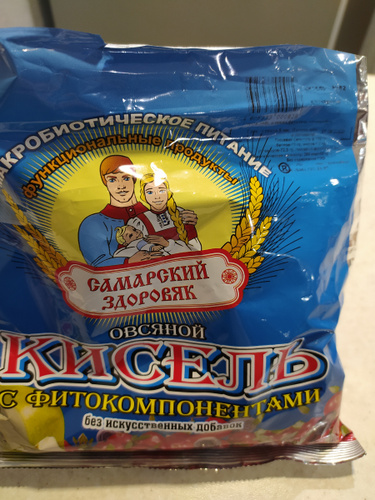 МАКРОБИОТИЧЕСКОЕ ПИТАНИЕ
функциональные продукты
САМАРСКИЙ
ЗДОРОВЯК
ОВСЯНОЙ
КИСЕЛЬ
С ФИТОКОМПОНЕНТАМИ
без искусственных добавок